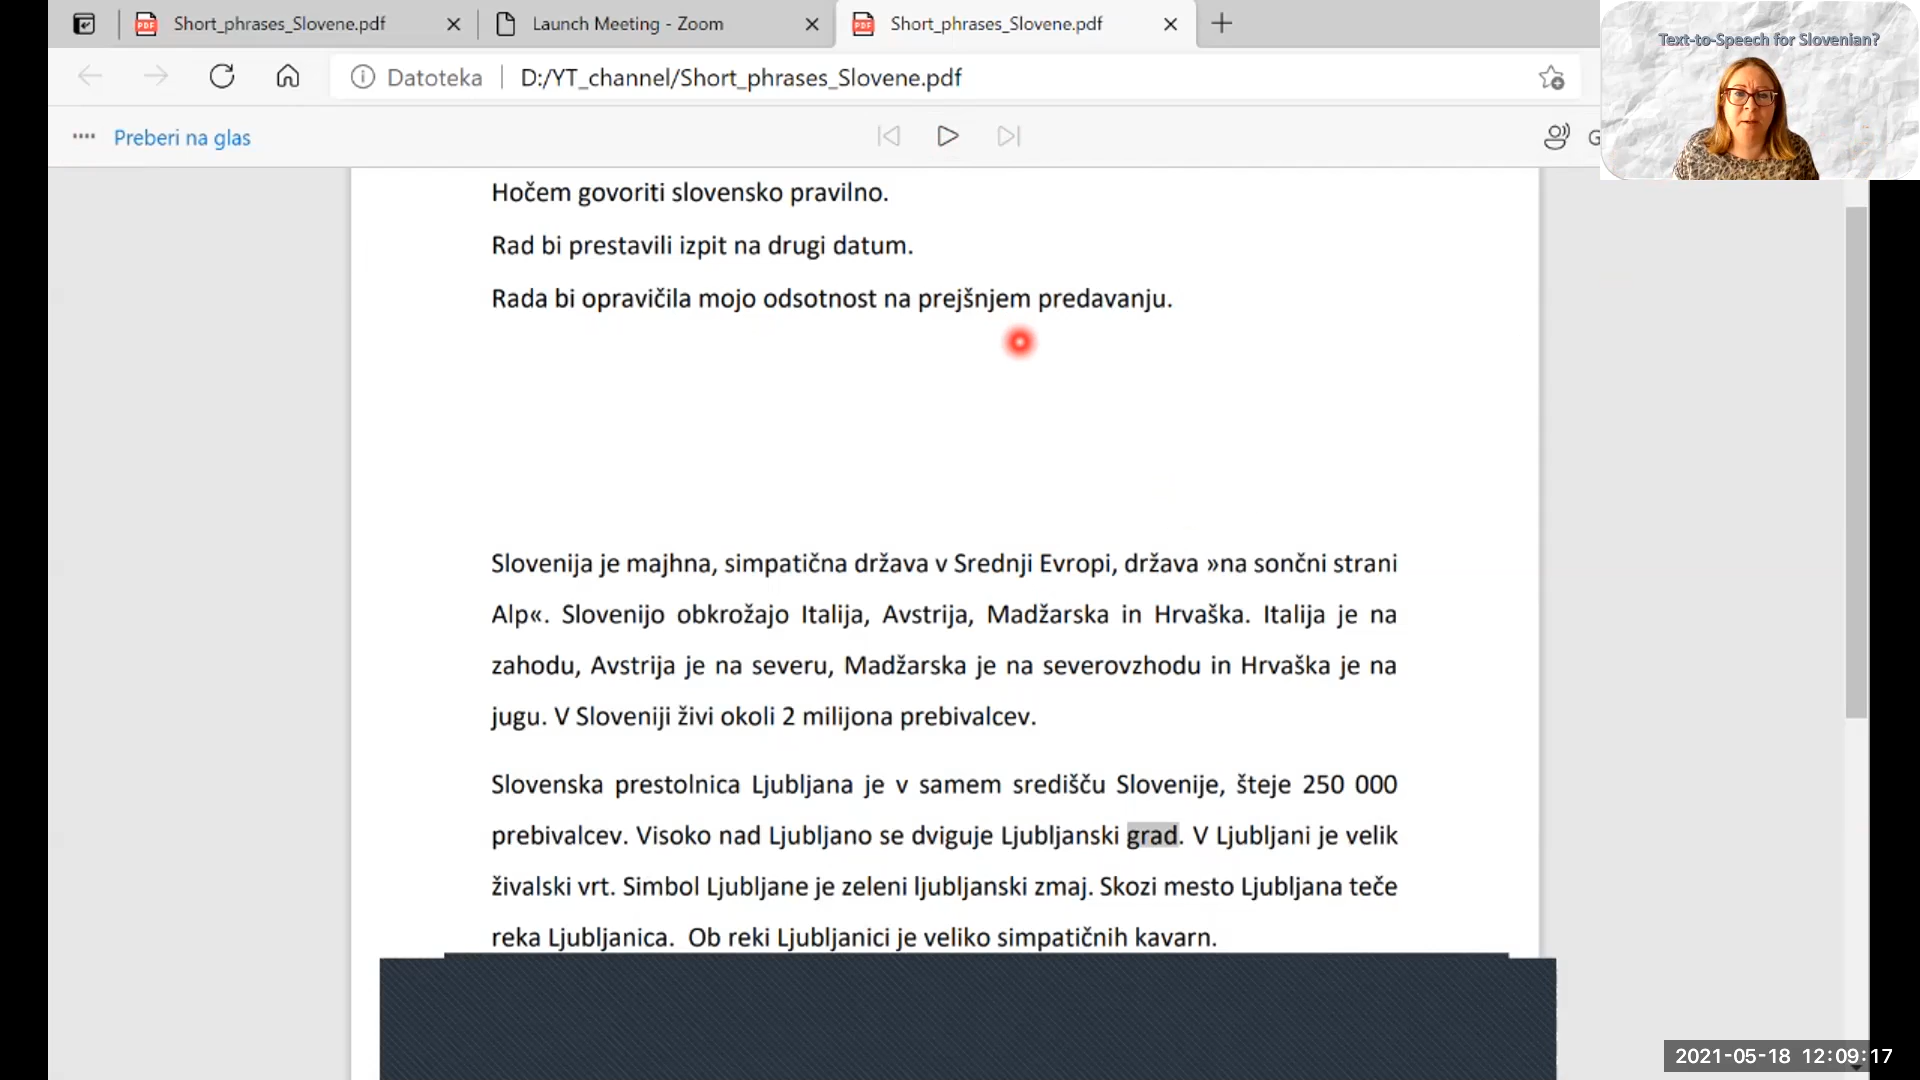 Short_phrases_Slovene.pdf
Launch Meeting - Zoom
Short_phrases_Slovene.pdf
Text-to-Speech for Slovenian?
Datoteka
D:/YT_channel/Short_phrases_Slovene.pdf
Preberi na glas
G
Hočem govoriti slovensko pravilno.
Rad bi prestavili izpit na drugi datum.
Rada bi opravičila mojo odsotnost na prejšnjem predavanju.
Slovenija je majhna, simpatična država v Srednji Evropi, država »na sončni strani
Alp«. Slovenijo obkrožajo Italija, Avstrija, Madžarska in Hrvaška. Italija je na
zahodu, Avstrija je na severu, Madžarska je na severovzhodu in Hrvaška je na
jugu. V Sloveniji živi okoli 2 milijona prebivalcev.
Slovenska prestolnica Ljubljana je v samem središču Slovenije, šteje 250 000
prebivalcev. Visoko nad Ljubljano se dviguje Ljubljanski grad. V Ljubljani je velik
živalski vrt. Simbol Ljubljane je zeleni ljubljanski zmaj. Skozi mesto Ljubljana teče
reka Ljubljanica. Ob reki Ljubljanici je veliko simpatičnih kavarn.
2021-05-18 12:09:17